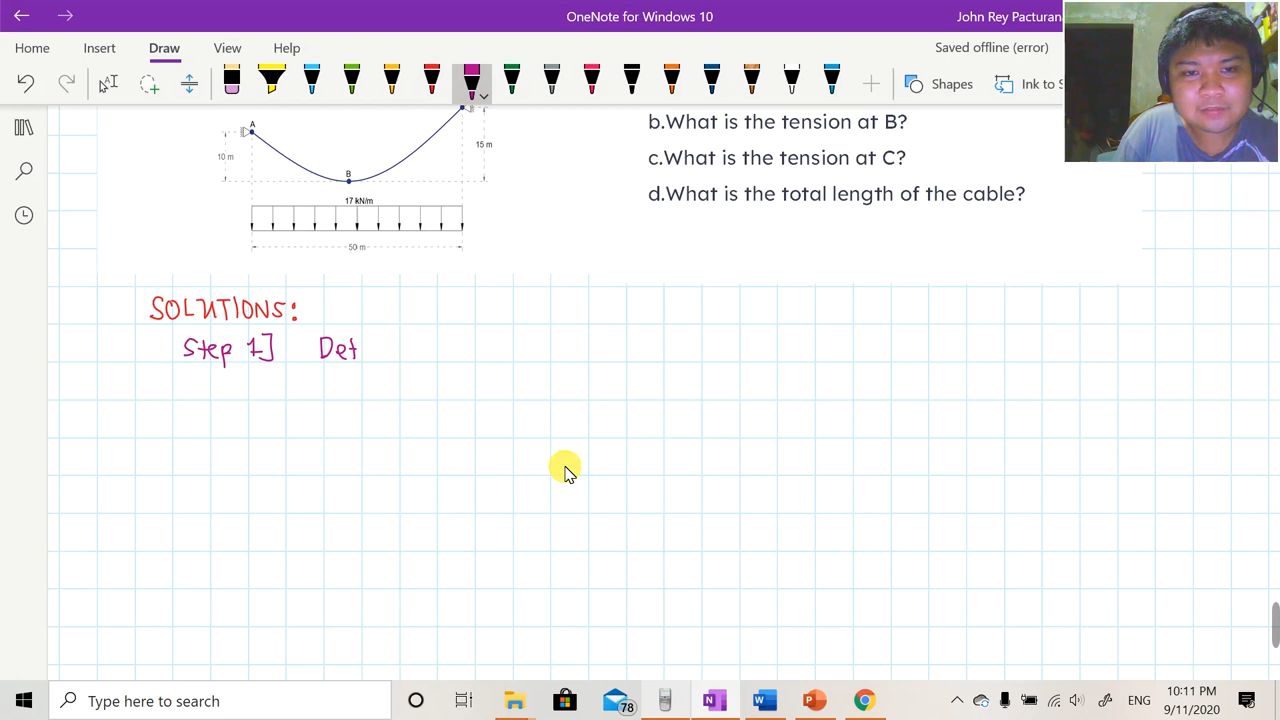 OneNote for Windows 10
John Rey Pacturan
Home
Insert
Draw
View
Help
Saved offline (error)
Shapes
Ink to S
A
10 m
B
15 m
17 kN/m
50 m
b.What is the tension at B?
c.What is the tension at C?
d.What is the total length of the cable?
SOLUTIONS:
Step 1] Det
Type here to search
78
ENG
10:11 PM
9/11/2020